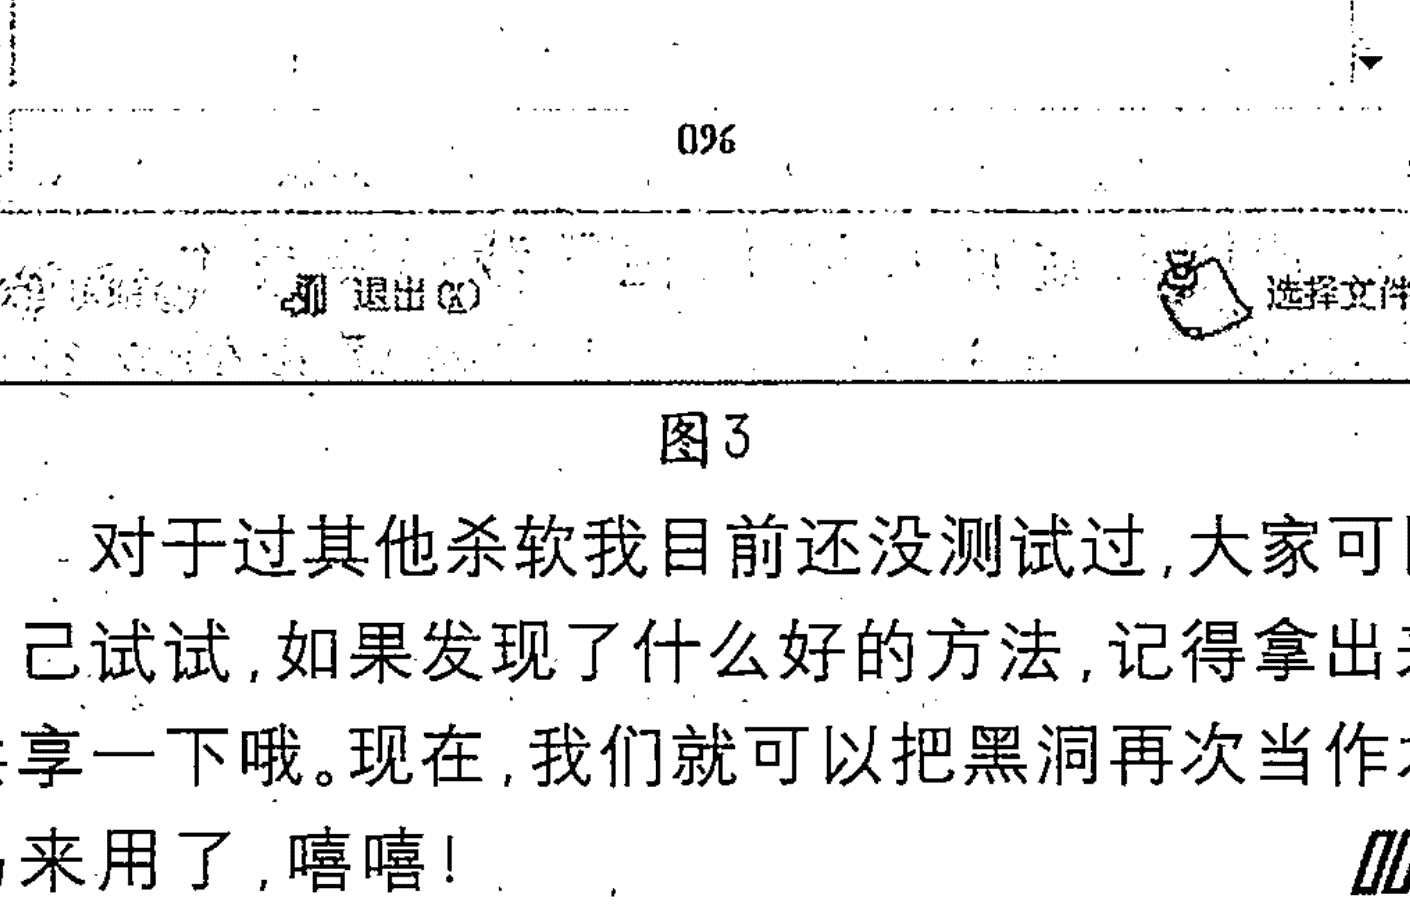 096
退出(X) 选择文件
图3
对于过其他杀软我目前还没测试过,大家可
己试试,如果发现了什么好的方法,记得拿出
享一下哦。现在,我们就可以把黑洞再次当作
来用了,嘻嘻!